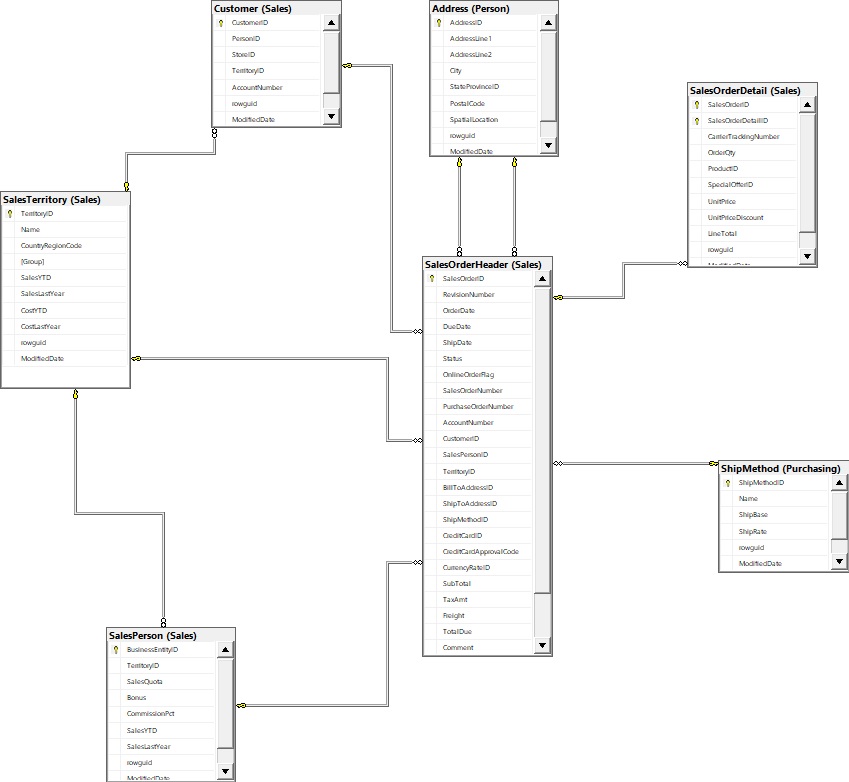 Customer (Sales)
CustomerID
PersonID
StoreID
TerritoryID
AccountNumber
rowguid
ModifiedDate
Address (Person)
AddressID
AddressLine1
AddressLine2
City
StateProvinceID
PostalCode
SpatialLocation
rowguid
ModifiedDate
SalesOrderDetail (Sales)
SalesOrderID
SalesOrderDetailID
CarrierTrackingNumber
OrderQty
ProductID
SpecialOfferID
UnitPrice
UnitPriceDiscount
LineTotal
rowguid
ModifiedDate
SalesTerritory (Sales)
TerritoryID
Name
CountryRegionCode
[Group]
SalesYTD
SalesLastYear
CostYTD
CostLastYear
rowguid
ModifiedDate
SalesOrderHeader (Sales)
SalesOrderID
RevisionNumber
OrderDate
DueDate
ShipDate
Status
OnlineOrderFlag
SalesOrderNumber
PurchaseOrderNumber
AccountNumber
CustomerID
SalesPersonID
TerritoryID
BillToAddressID
ShipToAddressID
ShipMethodID
CreditCardID
CreditCardApprovalCode
CurrencyRateID
SubTotal
TaxAmt
Freight
TotalDue
Comment
ShipMethod (Purchasing)
ShipMethodID
Name
ShipBase
ShipRate
rowguid
ModifiedDate
SalesPerson (Sales)
BusinessEntityID
TerritoryID
SalesQuota
Bonus
CommissionPct
SalesYTD
SalesLastYear
rowguid
ModifiedDate